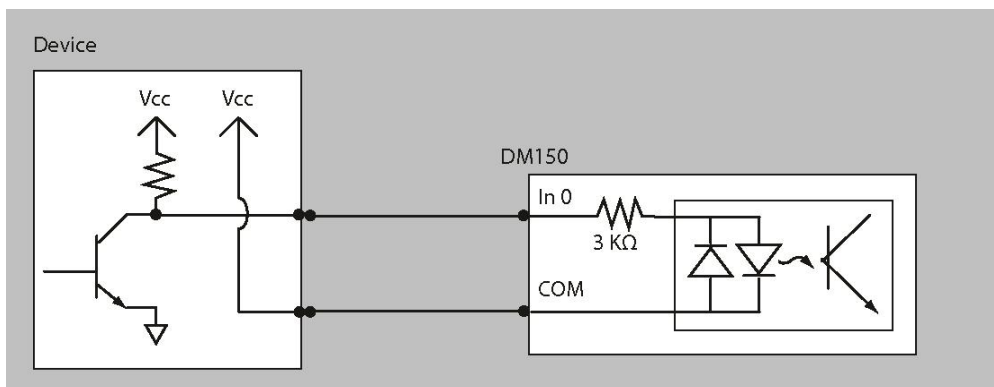 Device
Vcc Vcc
DM150
In 0
3 KΩ
COM